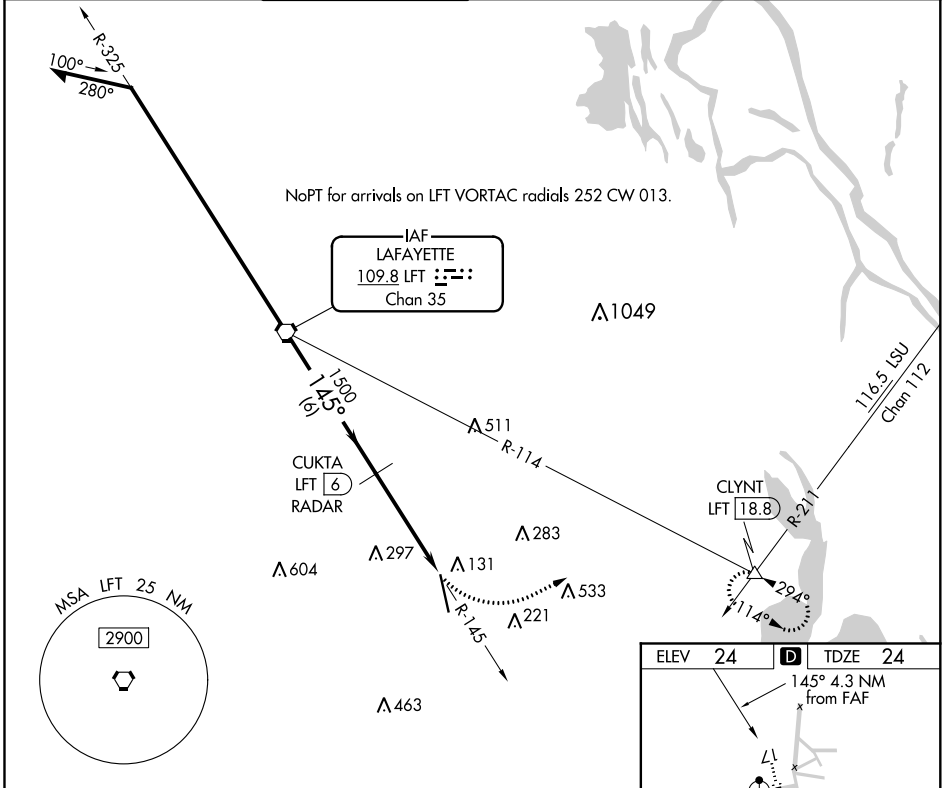 R-325
100°
280°
NoPT for arrivals on LFT VORTAC radials 252 CW 013.
IAF
LAFAYETTE
109.8 LFT
Chan 35
1049
116.5 LSU
Chan 112
1500
145°
(6)
511
R-114
CUKTA
LFT 6
RADAR
CLYNT
LFT 18.8
R-211
283
297
131
604
533
294°
114°
221
R-145
MSA LFT 25 NM
2900
463
ELEV 24 D TDZE 24
145° 4.3 NM
from FAF
17